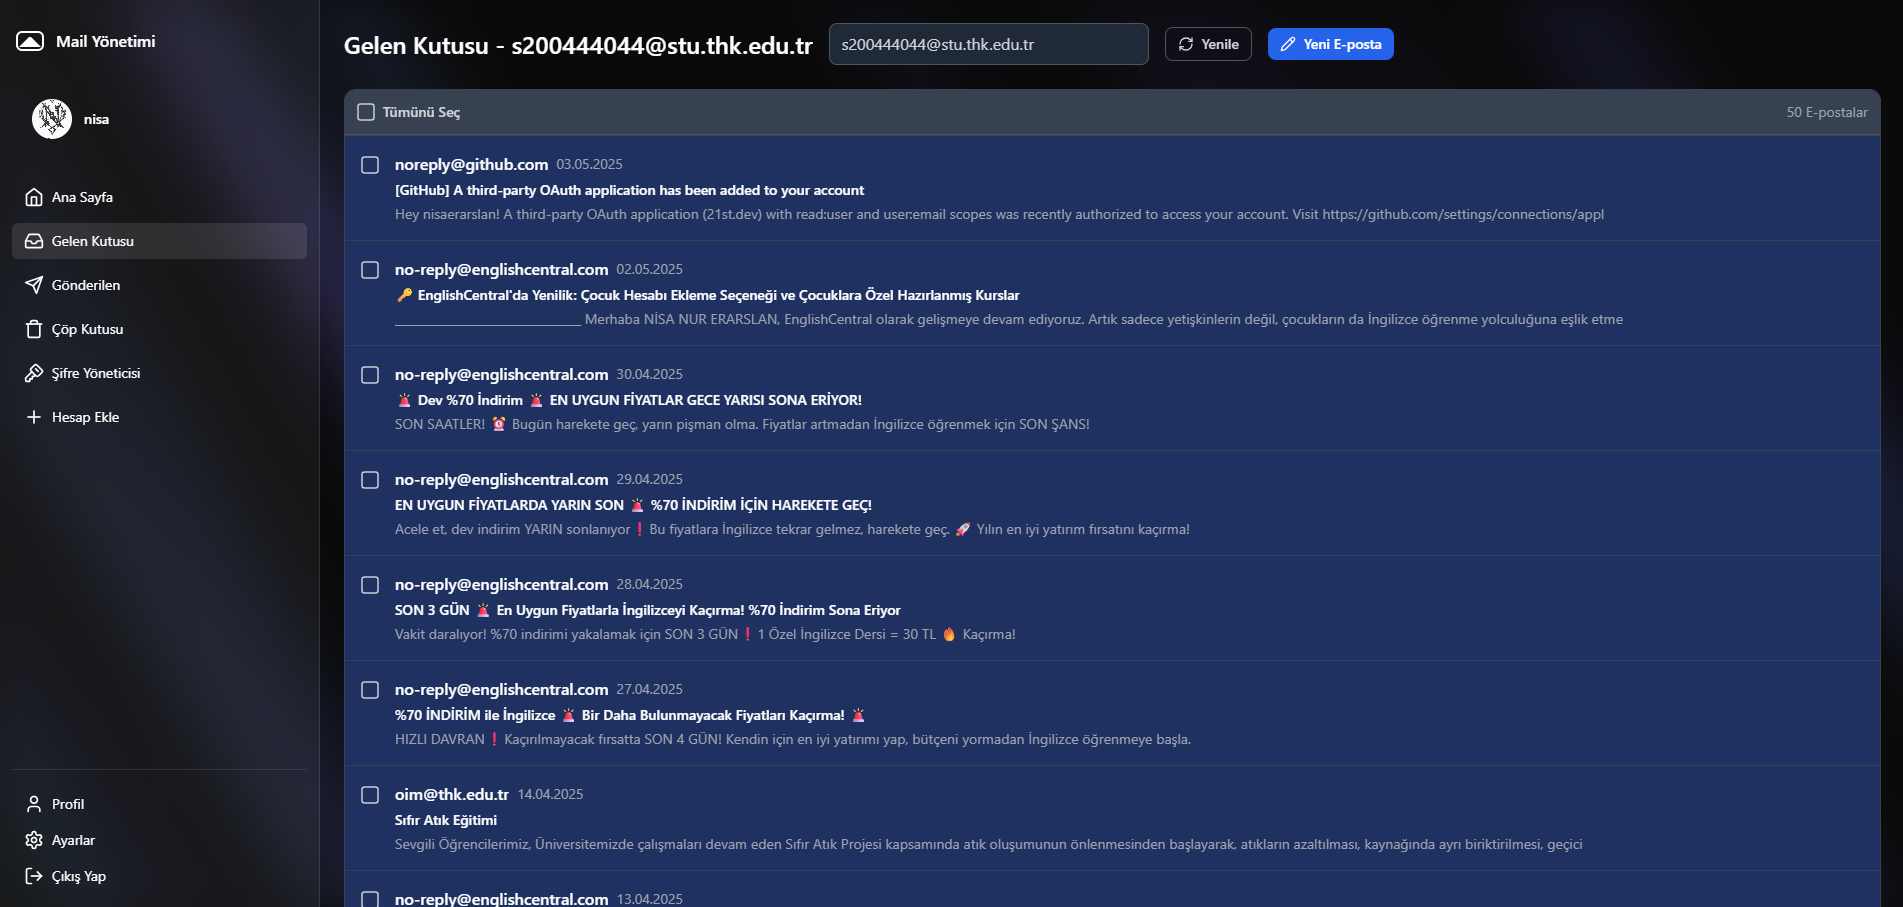 Mail Yönetimi
nisa
Ana Sayfa
Gelen Kutusu
Gönderilen
Çöp Kutusu
Şifre Yöneticisi
Hesap Ekle
Profil
Ayarlar
Çıkış Yap
Gelen Kutusu - s200444044@stu.thk.edu.tr
s200444044@stu.thk.edu.tr
Yenile
Yeni E-posta
Tümünü Seç
50 E-postalar
noreply@github.com 03.05.2025
[GitHub] A third-party OAuth application has been added to your account
Hey nisaerarslan! A third-party OAuth application (21st.dev) with read:user and user:email scopes was recently authorized to access your account. Visit https://github.com/settings/connections/appl
no-reply@englishcentral.com 02.05.2025
🔑 EnglishCentral'da Yenilik: Çocuk Hesabı Ekleme Seçeneği ve Çocuklara Özel Hazırlanmış Kurslar
______________________________ Merhaba NİSA NUR ERARSLAN, EnglishCentral olarak gelişmeye devam ediyoruz. Artık sadece yetişkinlerin değil, çocukların da İngilizce öğrenme yolculuğuna eşlik etme
no-reply@englishcentral.com 30.04.2025
🚨 Dev %70 İndirim 🚨 EN UYGUN FİYATLAR GECE YARISI SONA ERİYOR!
SON SAATLER! ⏰ Bugün harekete geç, yarın pişman olma. Fiyatlar artmadan İngilizce öğrenmek için SON ŞANS!
no-reply@englishcentral.com 29.04.2025
EN UYGUN FİYATLARDA YARIN SON 🚨 %70 İNDİRİM İÇİN HAREKETE GEÇ!
Acele et, dev indirim YARIN sonlanıyor❗Bu fiyatlara İngilizce tekrar gelmez, harekete geç. 🚀 Yılın en iyi yatırım fırsatını kaçırma!
no-reply@englishcentral.com 28.04.2025
SON 3 GÜN 🚨 En Uygun Fiyatlarla İngilizceyi Kaçırma! %70 İndirim Sona Eriyor
Vakit daralıyor! %70 indirimi yakalamak için SON 3 GÜN❗1 Özel İngilizce Dersi = 30 TL 🔥 Kaçırma!
no-reply@englishcentral.com 27.04.2025
%70 İNDİRİM ile İngilizce 🚨 Bir Daha Bulunmayacak Fiyatları Kaçırma! 🚨
HIZLI DAVRAN❗Kaçırılmayacak fırsatta SON 4 GÜN! Kendin için en iyi yatırımı yap, bütçeni yormadan İngilizce öğrenmeye başla.
oim@thk.edu.tr 14.04.2025
Sıfır Atık Eğitimi
Sevgili Öğrencilerimiz, Üniversitemizde çalışmaları devam eden Sıfır Atık Projesi kapsamında atık oluşumunun önlenmesinden başlayarak, atıkların azaltılması, kaynağında ayrı biriktirilmesi, geçici
no-reply@englishcentral.com 13.04.2025